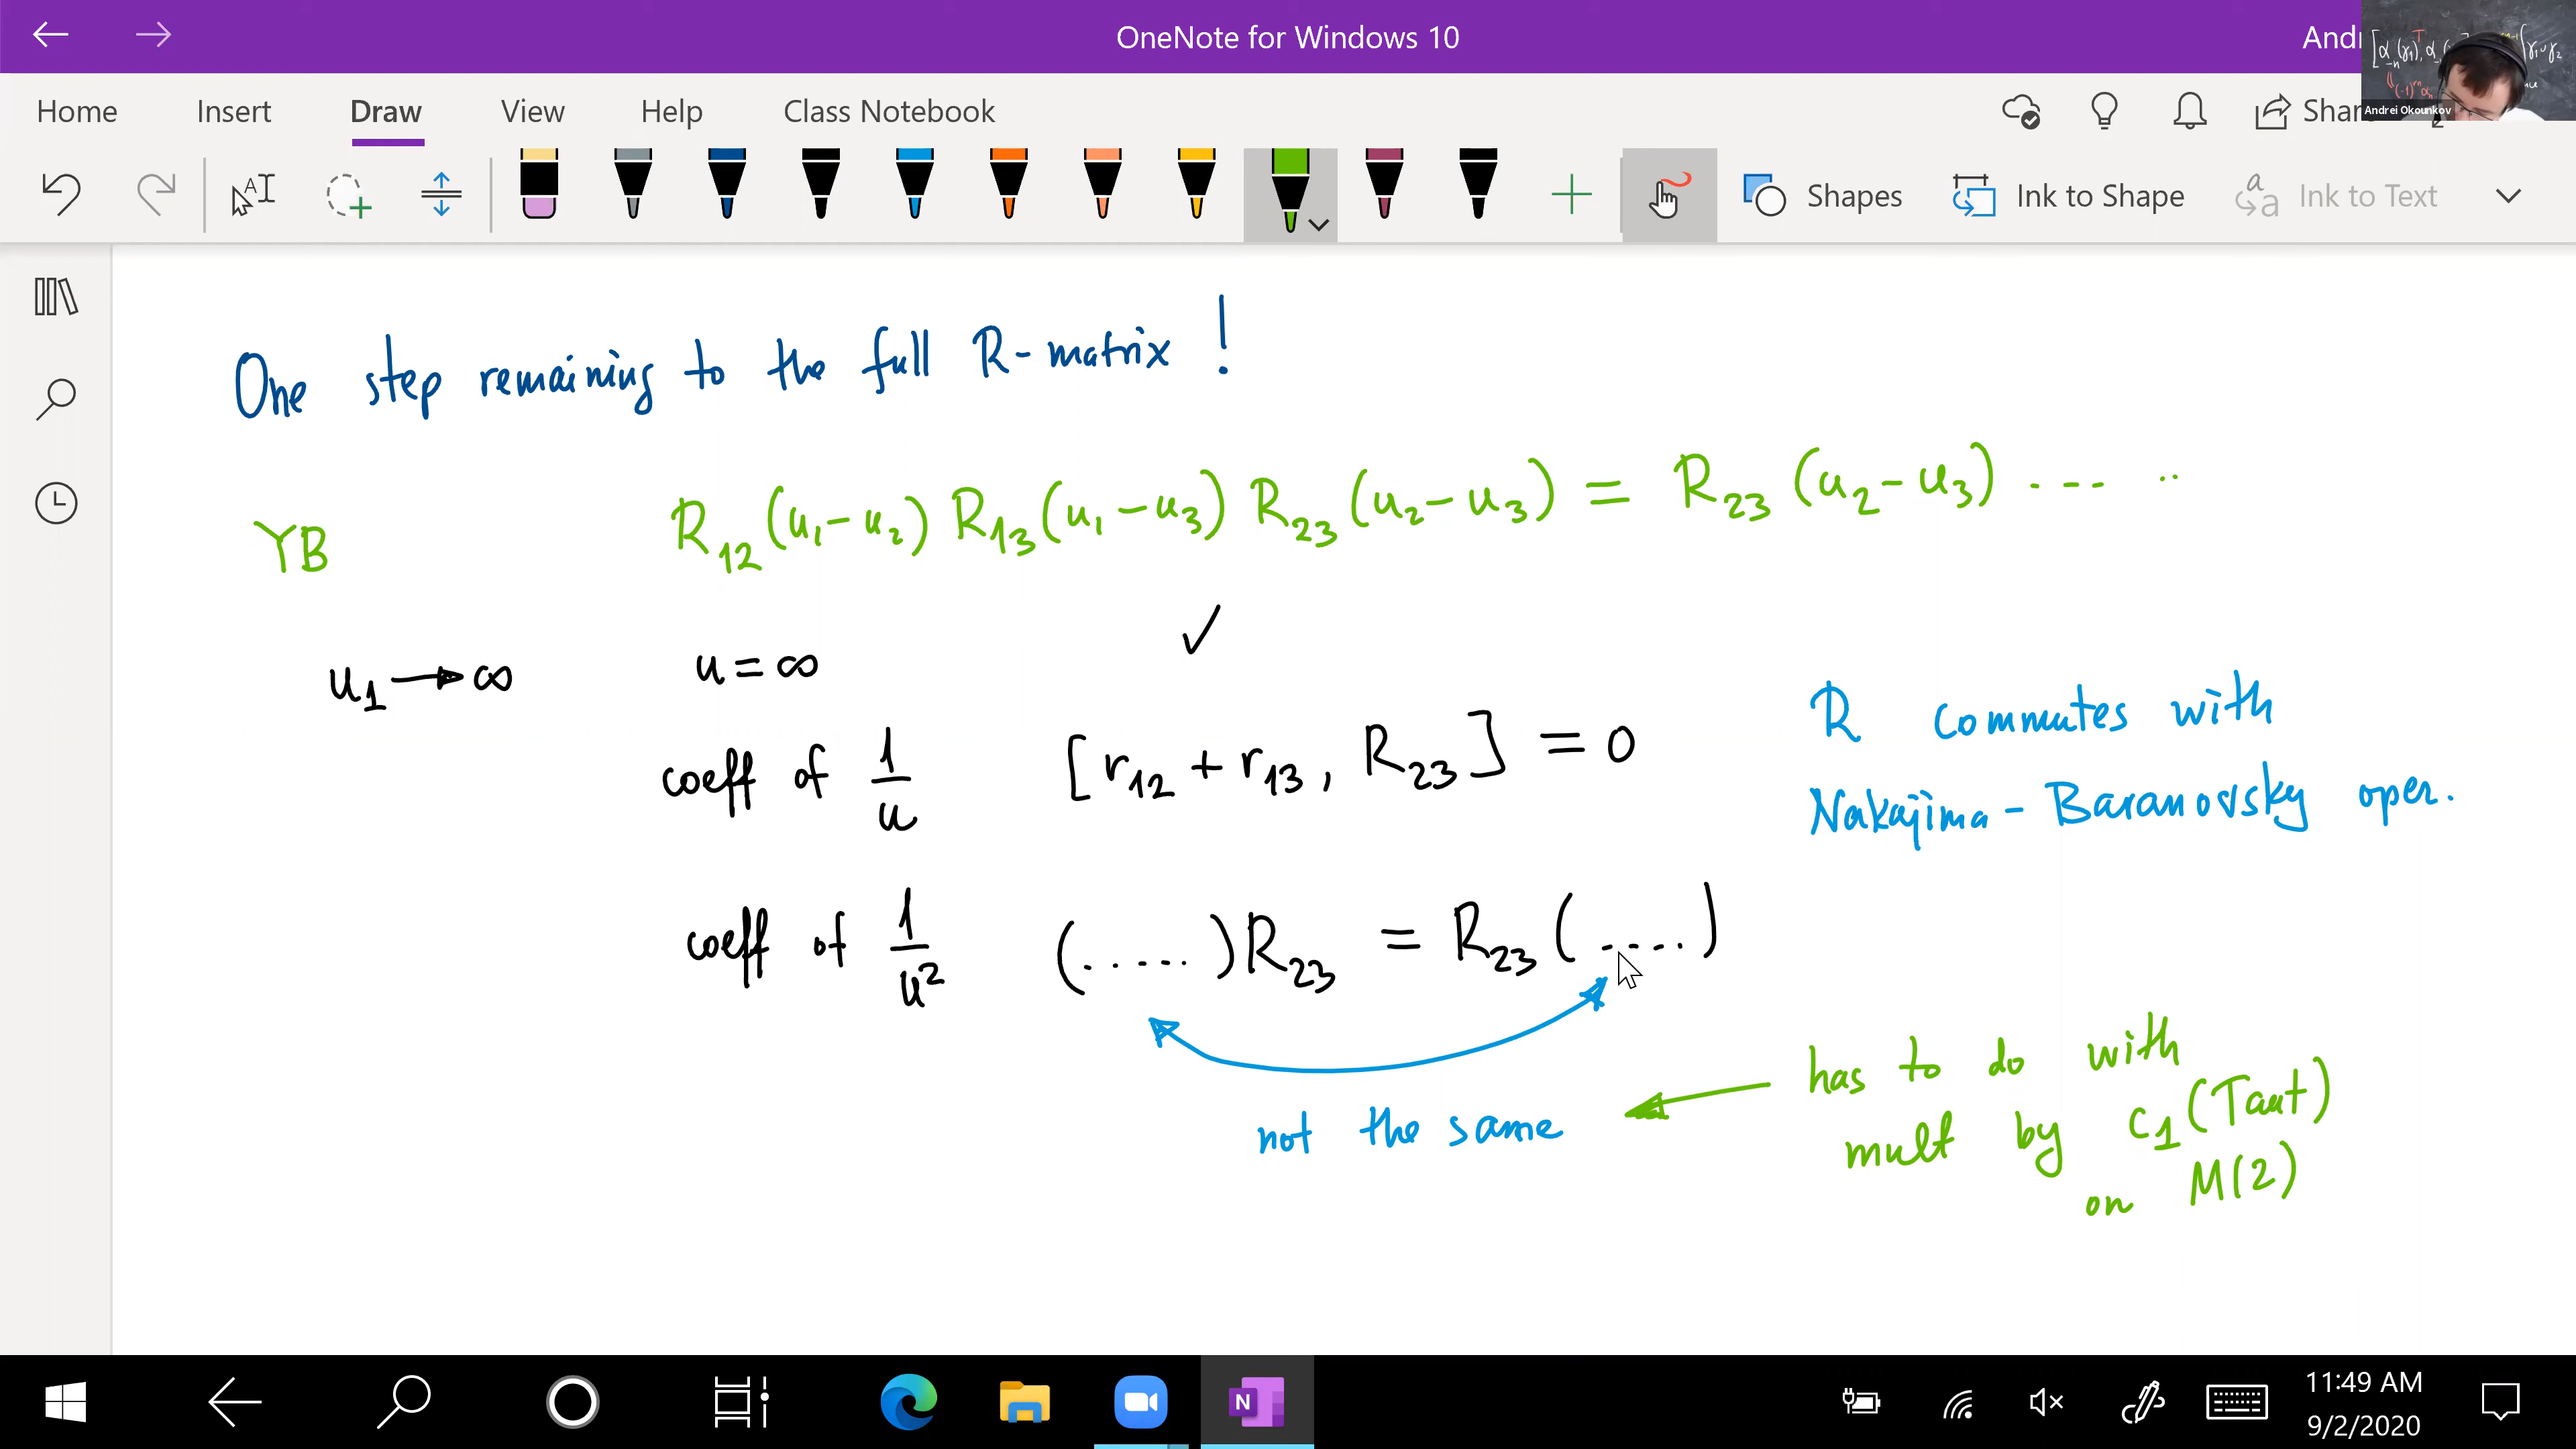 OneNote for Windows 10
Andrei Okounkov
Home Insert Draw View Help Class Notebook
Shapes Ink to Shape Ink to Text
One step remaining to the full R-matrix !
YB R₁₂(u₁-u₂) R₁₃(u₁-u₃) R₂₃(u₂-u₃) = R₂₃(u₂-u₃) --- ..
u₁ → ∞ u = ∞ ✓
coeff of 1/u [r₁₂ + r₁₃, R₂₃] = 0
R commutes with
Nakajima - Baranovsky oper.
coeff of 1/u² (.....) R₂₃ = R₂₃ (....)
not the same
has to do with
mult by c₁(Taut)
on M(2)
N
11:49 AM
9/2/2020